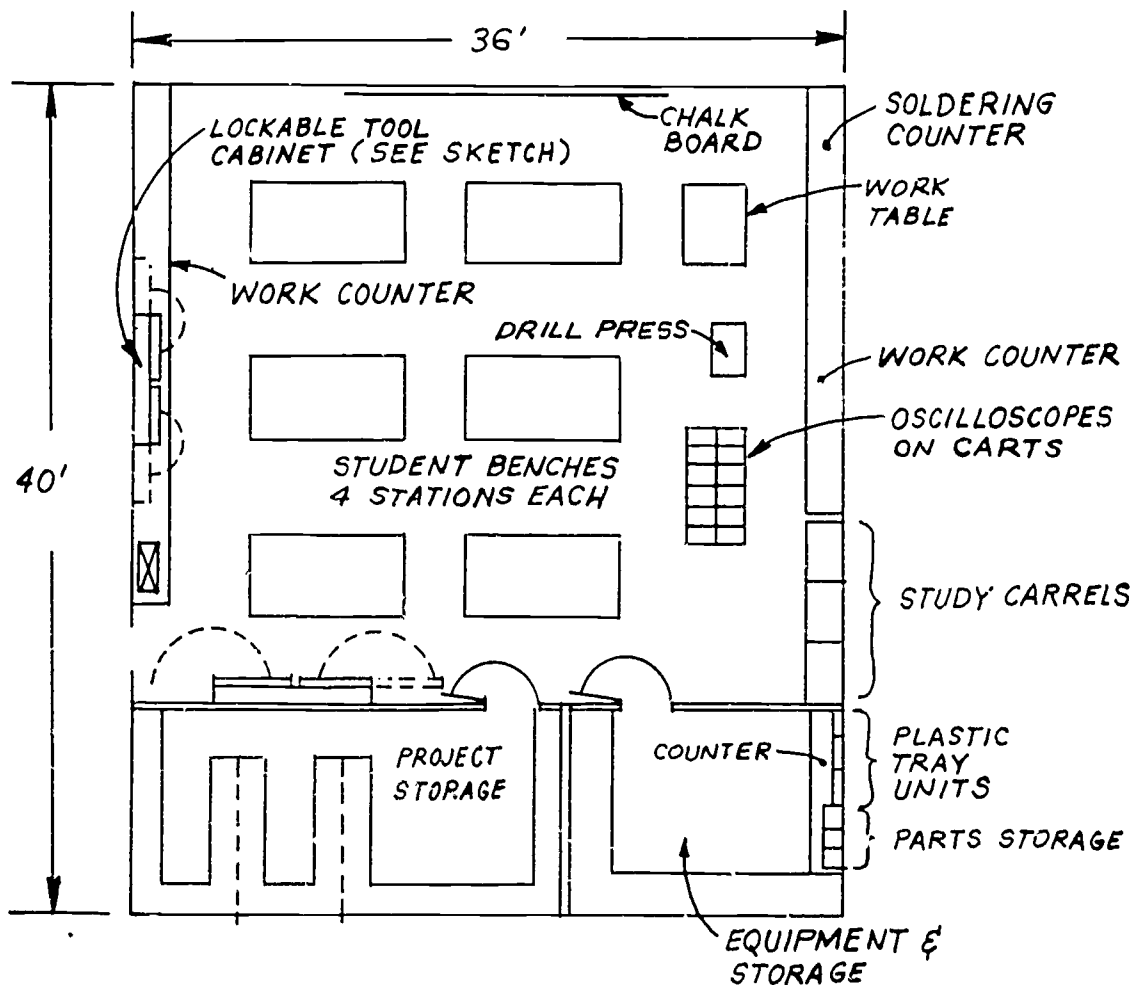 36'
CHALK
BOARD
SOLDERING
COUNTER
LOCKABLE TOOL
CABINET (SEE SKETCH)
WORK
TABLE
WORK COUNTER
DRILL PRESS
WORK COUNTER
OSCILLOSCOPES
ON CARTS
40'
STUDENT BENCHES
4 STATIONS EACH
STUDY CARRELS
PROJECT
STORAGE
COUNTER
PLASTIC
TRAY
UNITS
PARTS STORAGE
EQUIPMENT &
STORAGE